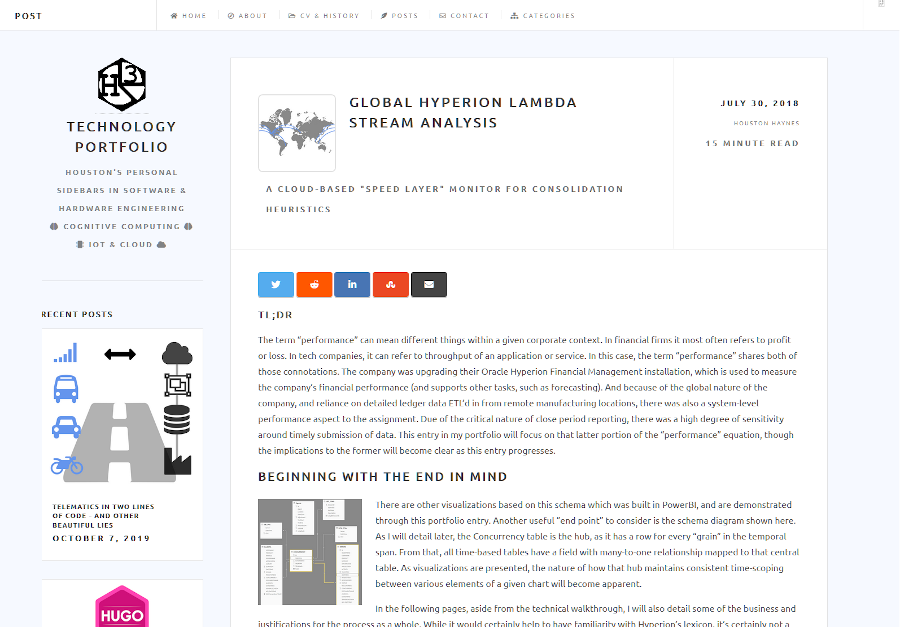 POST
HOME
ABOUT
CV & HISTORY
POSTS
CONTACT
CATEGORIES
H3
TECHNOLOGY
PORTFOLIO
HOUSTON'S PERSONAL
SIDEBARS IN SOFTWARE &
HARDWARE ENGINEERING
COGNITIVE COMPUTING
IOT & CLOUD
RECENT POSTS
TELEMATICS IN TWO LINES
OF CODE - AND OTHER
BEAUTIFUL LIES
OCTOBER 7, 2019
HUGO
GLOBAL HYPERION LAMBDA
STREAM ANALYSIS
A CLOUD-BASED "SPEED LAYER" MONITOR FOR CONSOLIDATION
HEURISTICS
JULY 30, 2018
HOUSTON HAYNES
15 MINUTE READ
TL;DR
The term "performance" can mean different things within a given corporate context. In financial firms it most often refers to profit
or loss. In tech companies, it can refer to throughput of an application or service. In this case, the term "performance" shares both of
those connotations. The company was upgrading their Oracle Hyperion Financial Management installation, which is used to measure
the company's financial performance (and supports other tasks, such as forecasting). And because of the global nature of the
company, and reliance on detailed ledger data ETL'd in from remote manufacturing locations, there was also a system-level
performance aspect to the assignment. Due of the critical nature of close period reporting, there was a high degree of sensitivity
around timely submission of data. This entry in my portfolio will focus on that latter portion of the "performance" equation, though
the implications to the former will become clear as this entry progresses.
BEGINNING WITH THE END IN MIND
There are other visualizations based on this schema which was built in PowerBI, and are demonstrated
through this portfolio entry. Another useful "end point" to consider is the schema diagram shown here.
As I will detail later, the Concurrency table is the hub, as it has a row for every "grain" in the temporal
span. From that, all time-based tables have a field with many-to-one relationship mapped to that central
table. As visualizations are presented, the nature of how that hub maintains consistent time-scoping
between various elements of a given chart will become apparent.
In the following pages, aside from the technical walkthrough, I will also detail some of the business and
justifications for the process as a whole. While it would certainly help to have familiarity with Hyperion's lexicon, it's certainly not a